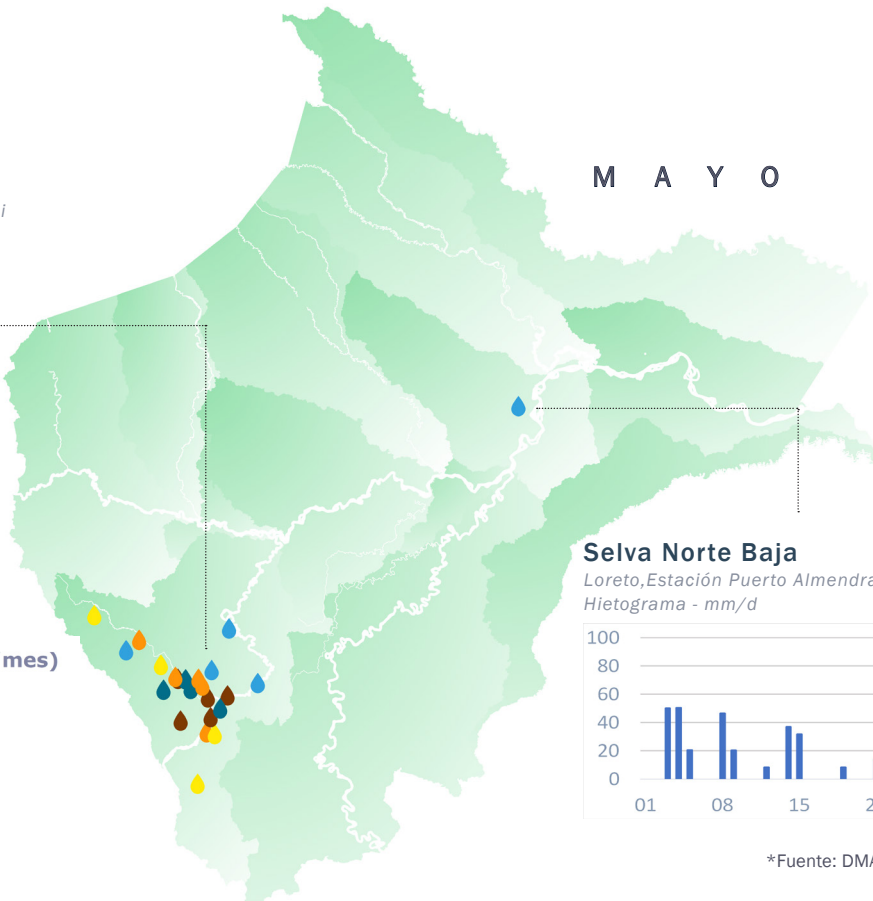 M A Y O
i
mes)
Selva Norte Baja
Loreto,Estación Puerto Almendra
Hietograma - mm/d
100
80
60
40
20
0
01 08 15 2
*Fuente: DMA